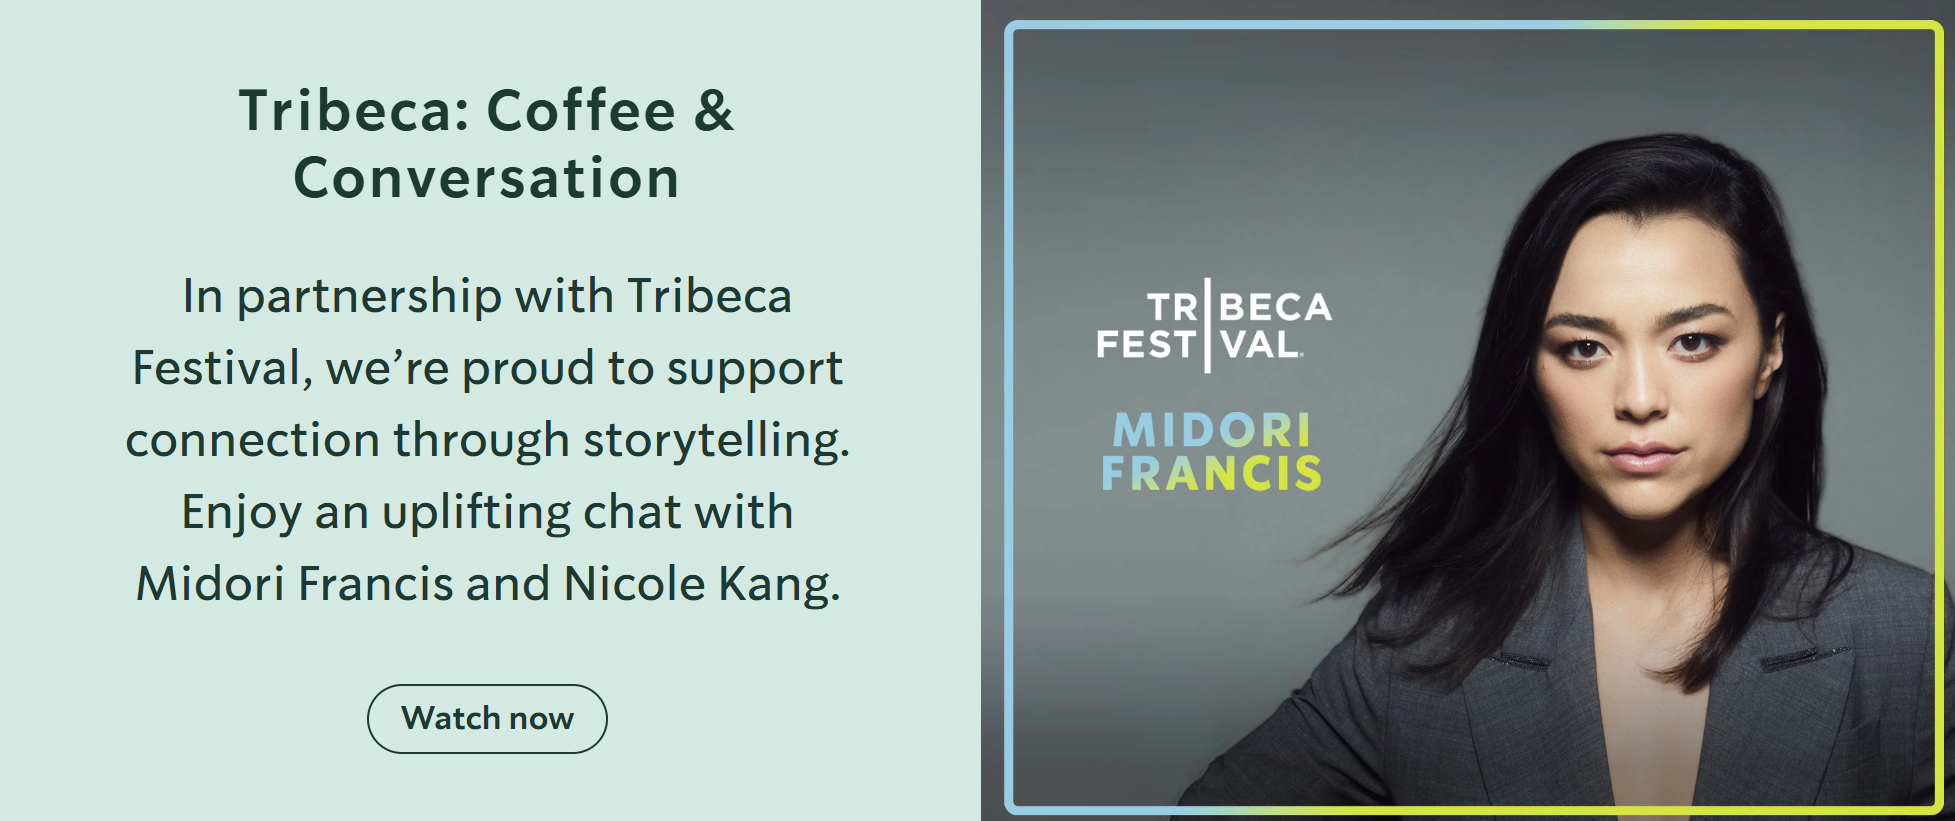 Tribeca: Coffee &
Conversation
In partnership with Tribeca
Festival, we’re proud to support
connection through storytelling.
Enjoy an uplifting chat with
Midori Francis and Nicole Kang.
Watch now
TRIBECA
FESTIVAL
MIDORI
FRANCIS